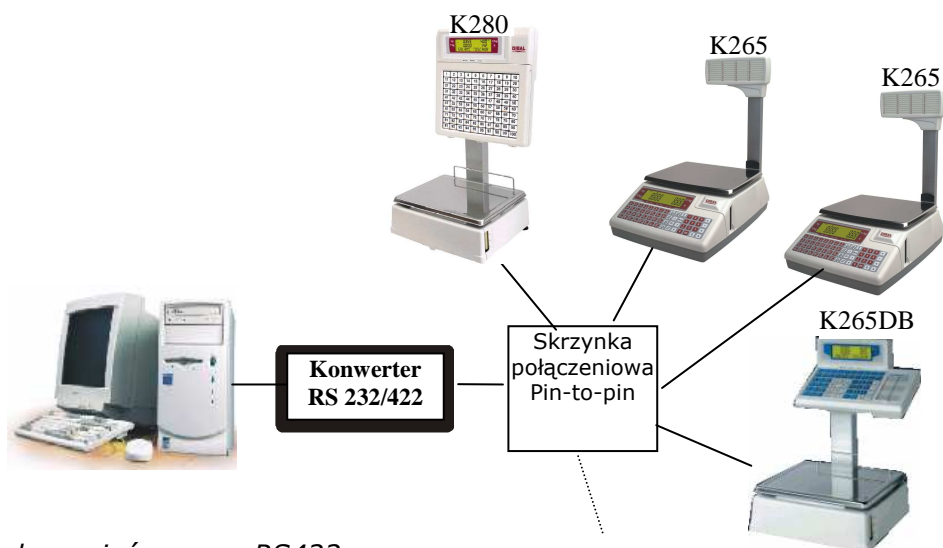 K280
K265
K265
K265DB
Skrzynka
połączeniowa
Pin-to-pin
Konwerter
RS 232/422